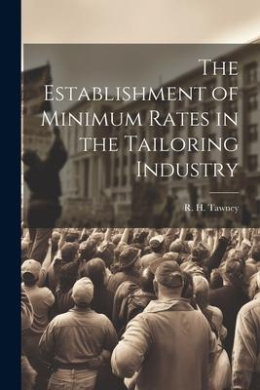 The
Establishment of
Minimum Rates in
the Tailoring
Industry
R. H. Tawney